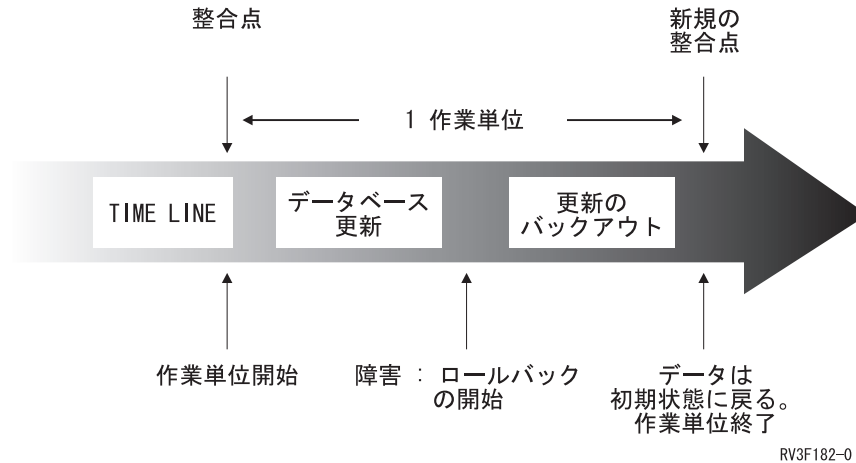 整合点
新規の
整合点
1 作業単位
TIME LINE
データベース
更新
更新の
バックアウト
作業単位開始
障害 : ロールバック
の開始
データは
初期状態に戻る。
作業単位終了
RV3F182-0